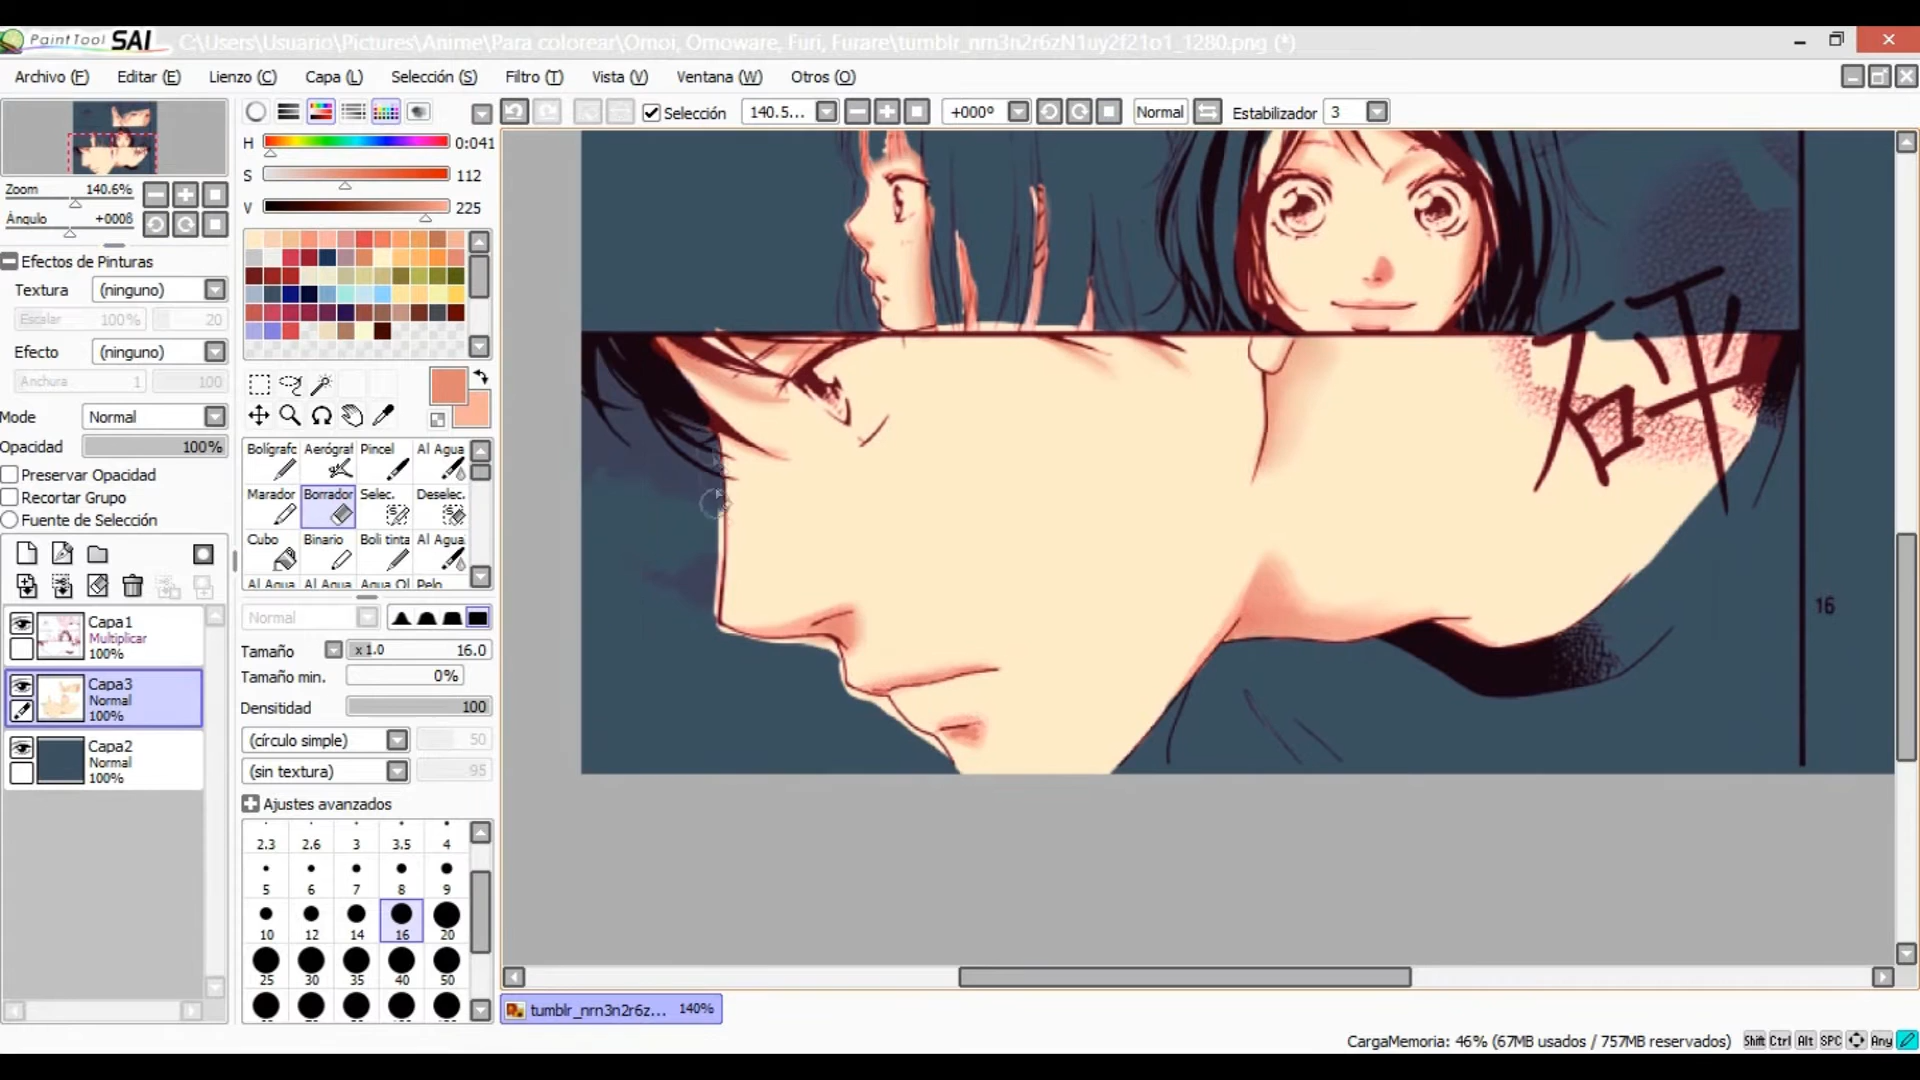 PaintTool SAI C:\Users\Usuario\Pictures\Anime\Para colorear\Omoi, Omoware, Furi, Furare\tumblr_nrn3n2r6zN1uy2f21o1_1280.png (*)
Archivo (F) Editar (E) Lienzo (C) Capa (L) Selección (S) Filtro (T) Vista (V) Ventana (W) Otros (O)
Selección 140.5... +000º Normal Estabilizador 3
Zoom 140.6%
Ángulo +000ß
Efectos de Pinturas
Textura (ninguno)
Escalar 100% 20
Efecto (ninguno)
Anchura 1 100
Mode Normal
Opacidad 100%
Preservar Opacidad
Recortar Grupo
Fuente de Selección
Capa1
Multiplicar
100%
Capa3
Normal
100%
Capa2
Normal
100%
H 0:041
S 112
V 225
Bolígrafc Aerógraf Pincel Al Agua
Marador Borrador Selec. Deselec.
Cubo Binario Boli tinta Al Agua
Al Agua Al Agua Agua Ol Pelo
Normal
Tamaño x 1.0 16.0
Tamaño min. 0%
Densitidad 100
(círculo simple) 50
(sin textura) 95
Ajustes avanzados
2.3 2.6 3 3.5 4
5 6 7 8 9
10 12 14 16 20
25 30 35 40 50
砰
16
tumblr_nrn3n2r6z... 140%
CargaMemoria: 46% (67MB usados / 757MB reservados) Shift Ctrl Alt SPC Any